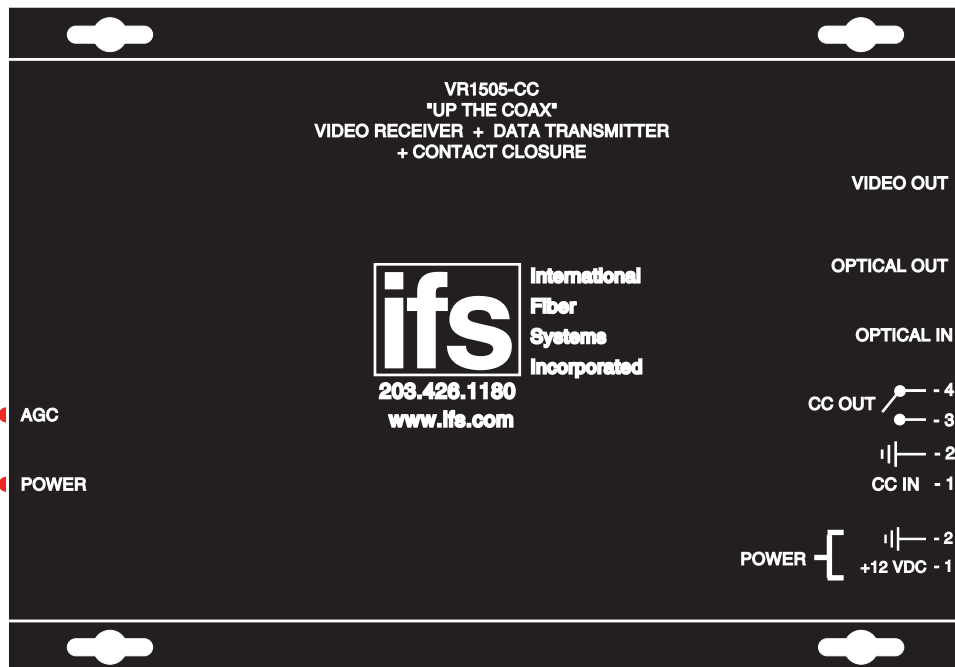 VR1505-CC
"UP THE COAX"
VIDEO RECEIVER + DATA TRANSMITTER
+ CONTACT CLOSURE
VIDEO OUT
OPTICAL OUT
ifs
International
Fiber
Systems
Incorporated
203.426.1180
www.ifs.com
OPTICAL IN
CC OUT - 4
- 3
- 2
CC IN - 1
AGC
POWER
POWER - 2
+12 VDC - 1